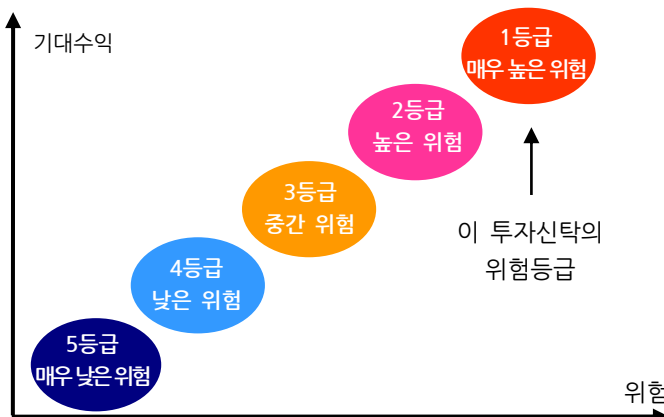 기대수익
1등급
매우 높은 위험
2등급
높은 위험
3등급
중간 위험
이 투자신탁의
위험등급
4등급
낮은 위험
5등급
매우 낮은 위험
위험